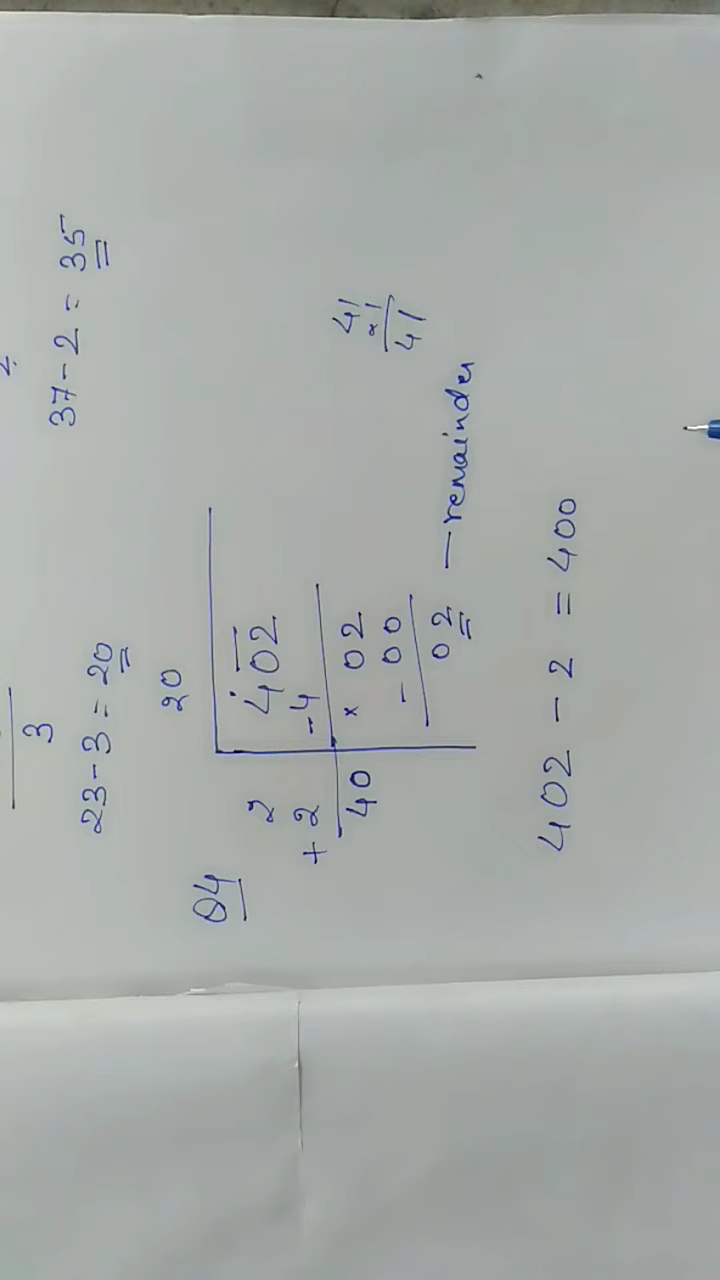 3
23-3 = 20
37-2 = 35
Q4
20
2 402
+2 -4
40 × 02
- 00
02 — remainder
41
×1
41
402 - 2 = 400